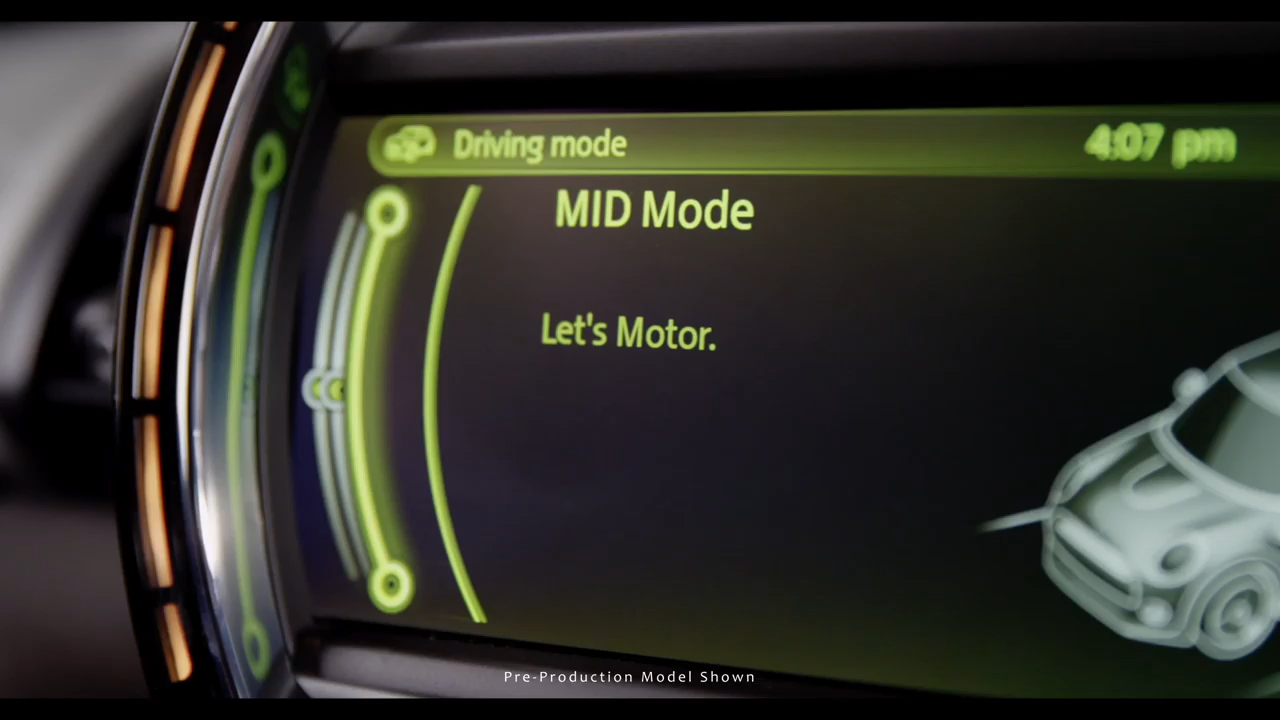 Driving mode
4:07 pm
MID Mode
Let's Motor.
Pre-Production Model Shown